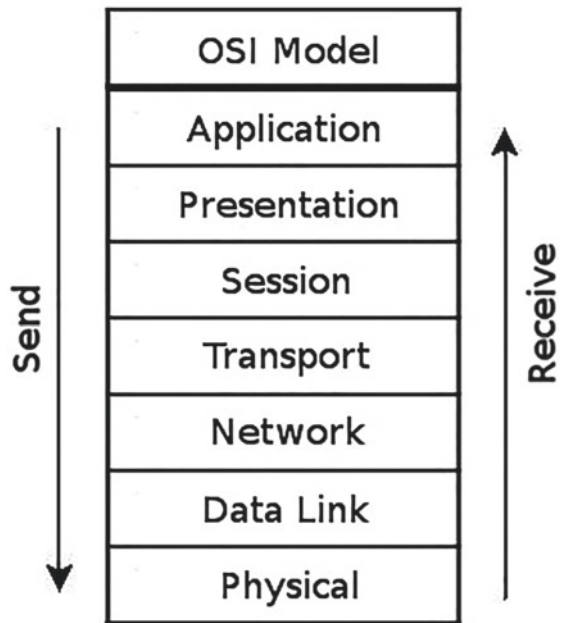 OSI Model
Application
Presentation
Session
Transport
Network
Data Link
Physical
Send
Receive